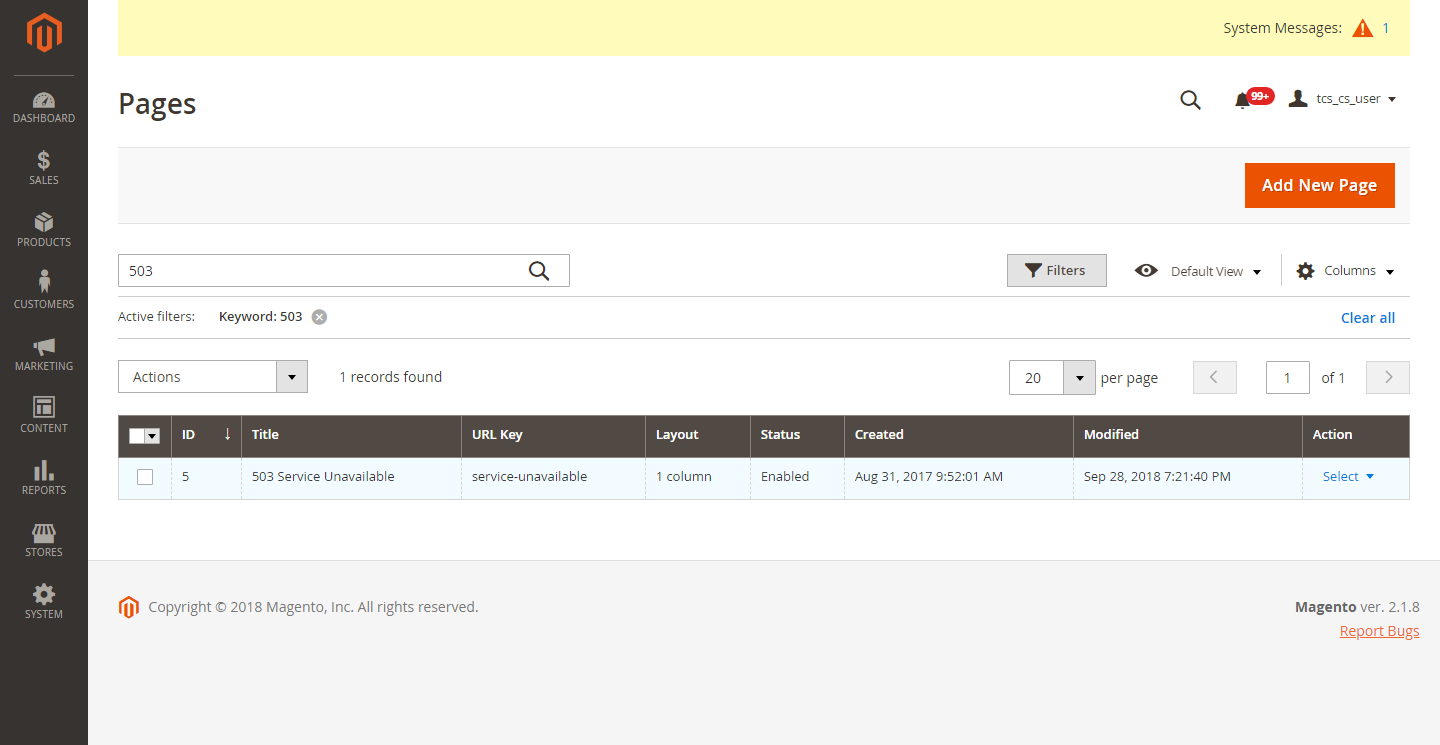 System Messages: 1
Pages
99+
tcs_cs_user
DASHBOARD
SALES
PRODUCTS
CUSTOMERS
MARKETING
CONTENT
REPORTS
STORES
SYSTEM
Add New Page
503
Filters
Default View
Columns
Active filters: Keyword: 503
Clear all
Actions
1 records found
20 per page
1 of 1
ID ↓ Title URL Key Layout Status Created Modified Action
5 503 Service Unavailable service-unavailable 1 column Enabled Aug 31, 2017 9:52:01 AM Sep 28, 2018 7:21:40 PM Select
Copyright © 2018 Magento, Inc. All rights reserved.
Magento ver. 2.1.8
Report Bugs